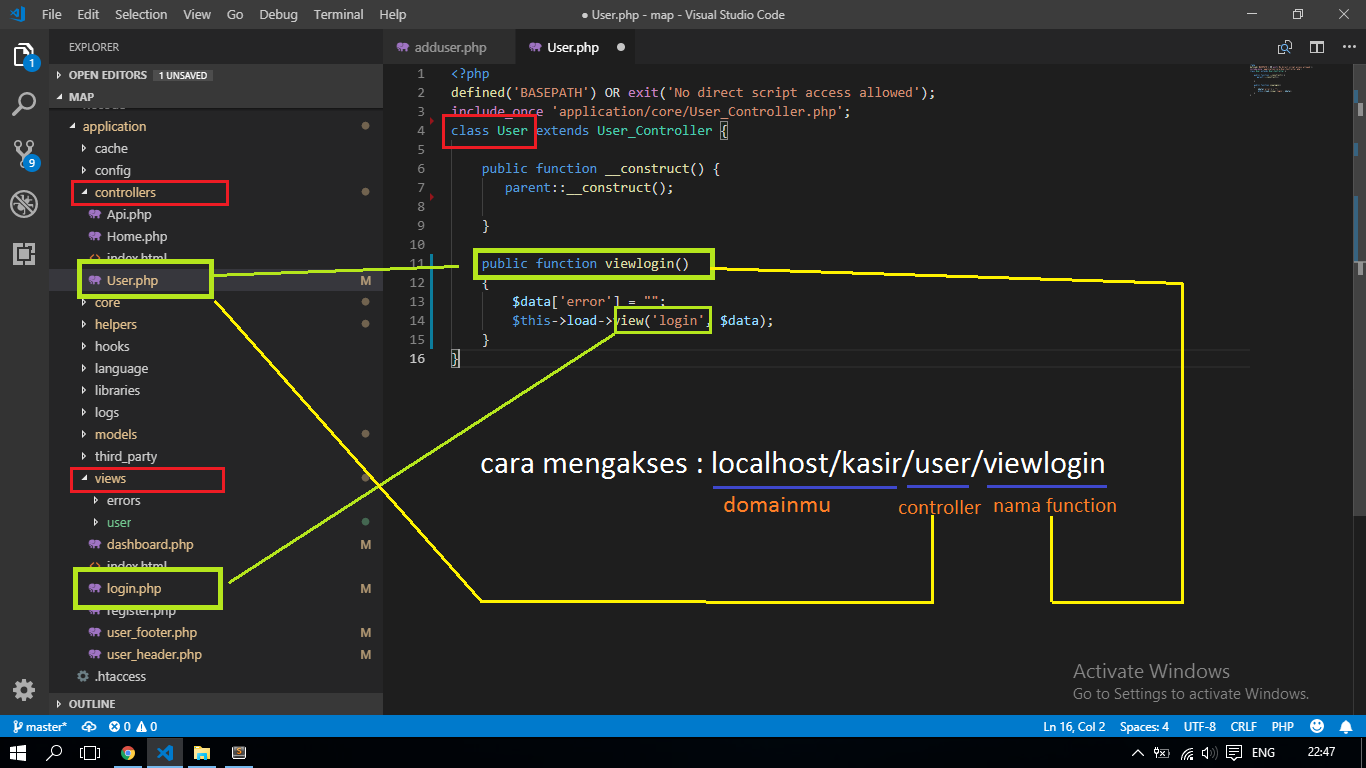 File Edit Selection View Go Debug Terminal Help
● User.php - map - Visual Studio Code
EXPLORER
OPEN EDITORS 1 UNSAVED
MAP
application
cache
config
controllers
Api.php
Home.php
index.html
User.php M
core
helpers
hooks
language
libraries
logs
models
third_party
views
errors
user
dashboard.php M
index.html
login.php M
register.php
user_footer.php M
user_header.php M
.htaccess
OUTLINE
1
9
adduser.php
User.php ●
1 <?php
2 defined('BASEPATH') OR exit('No direct script access allowed');
3 include_once 'application/core/User_Controller.php';
4 class User extends User_Controller {
5
6 public function __construct() {
7 parent::__construct();
8
9 }
10
11 public function viewlogin()
12 {
13 $data['error'] = "";
14 $this->load->view('login', $data);
15 }
16 }
cara mengakses : localhost/kasir/user/viewlogin
domainmu controller nama function
Activate Windows
Go to Settings to activate Windows.
master* 0 0
Ln 16, Col 2 Spaces: 4 UTF-8 CRLF PHP
ENG 22:47